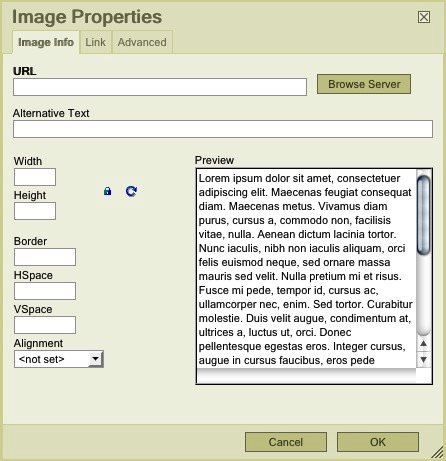 Image Properties
Image Info
Link
Advanced
URL
Browse Server
Alternative Text
Width
Height
Border
HSpace
VSpace
Alignment
<not set>
Preview
Lorem ipsum dolor sit amet, consectetuer
adipiscing elit. Maecenas feugiat consequat
diam. Maecenas metus. Vivamus diam
purus, cursus a, commodo non, facilisis
vitae, nulla. Aenean dictum lacinia tortor.
Nunc iaculis, nibh non iaculis aliquam, orci
felis euismod neque, sed ornare massa
mauris sed velit. Nulla pretium mi et risus.
Fusce mi pede, tempor id, cursus ac,
ullamcorper nec, enim. Sed tortor. Curabitur
molestie. Duis velit augue, condimentum at,
ultrices a, luctus ut, orci. Donec
pellentesque egestas eros. Integer cursus,
augue in cursus faucibus, eros pede
Cancel
OK